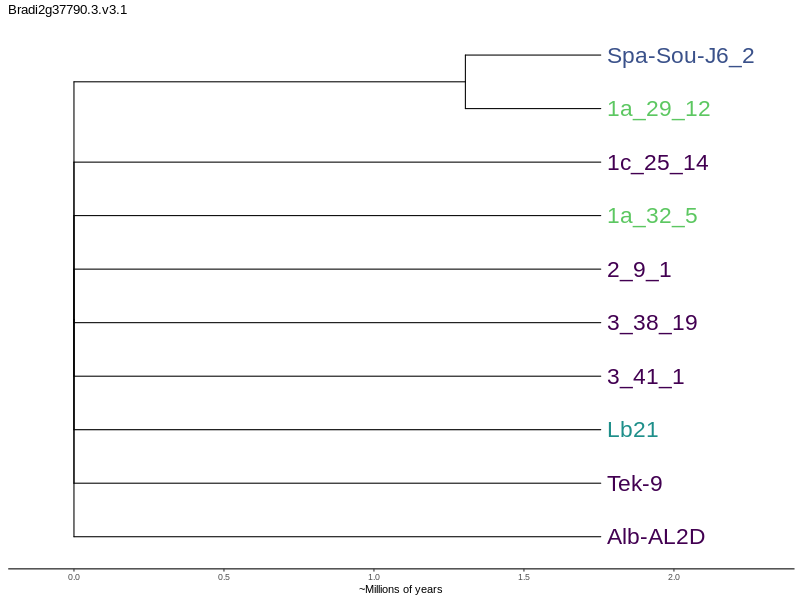 Bradi2g37790.3.v3.1
Spa-Sou-J6_2
1a_29_12
1c_25_14
1a_32_5
2_9_1
3_38_19
3_41_1
Lb21
Tek-9
Alb-AL2D
0.0 0.5 1.0 1.5 2.0
~Millions of years